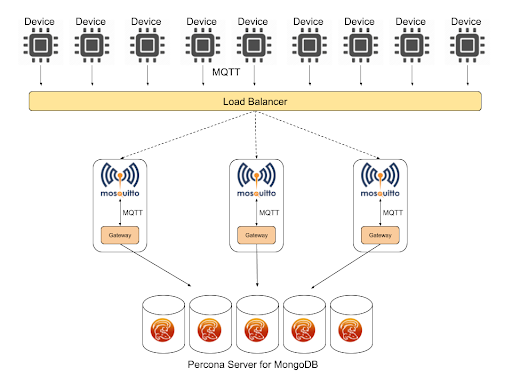 Device Device Device Device Device Device Device Device Device
MQTT
Load Balancer
mosquitto mosquitto mosquitto
MQTT MQTT MQTT
Gateway Gateway Gateway
Percona Server for MongoDB